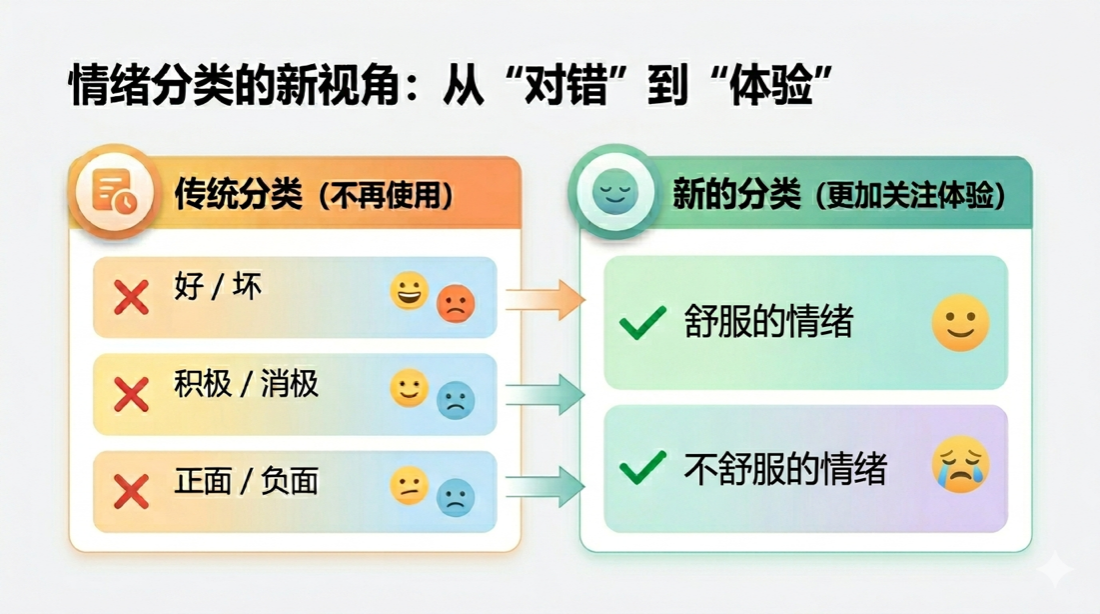 情绪分类的新视角：从“对错”到“体验”
传统分类（不再使用）
好 / 坏
积极 / 消极
正面 / 负面
新的分类（更加关注体验）
舒服的情绪
不舒服的情绪